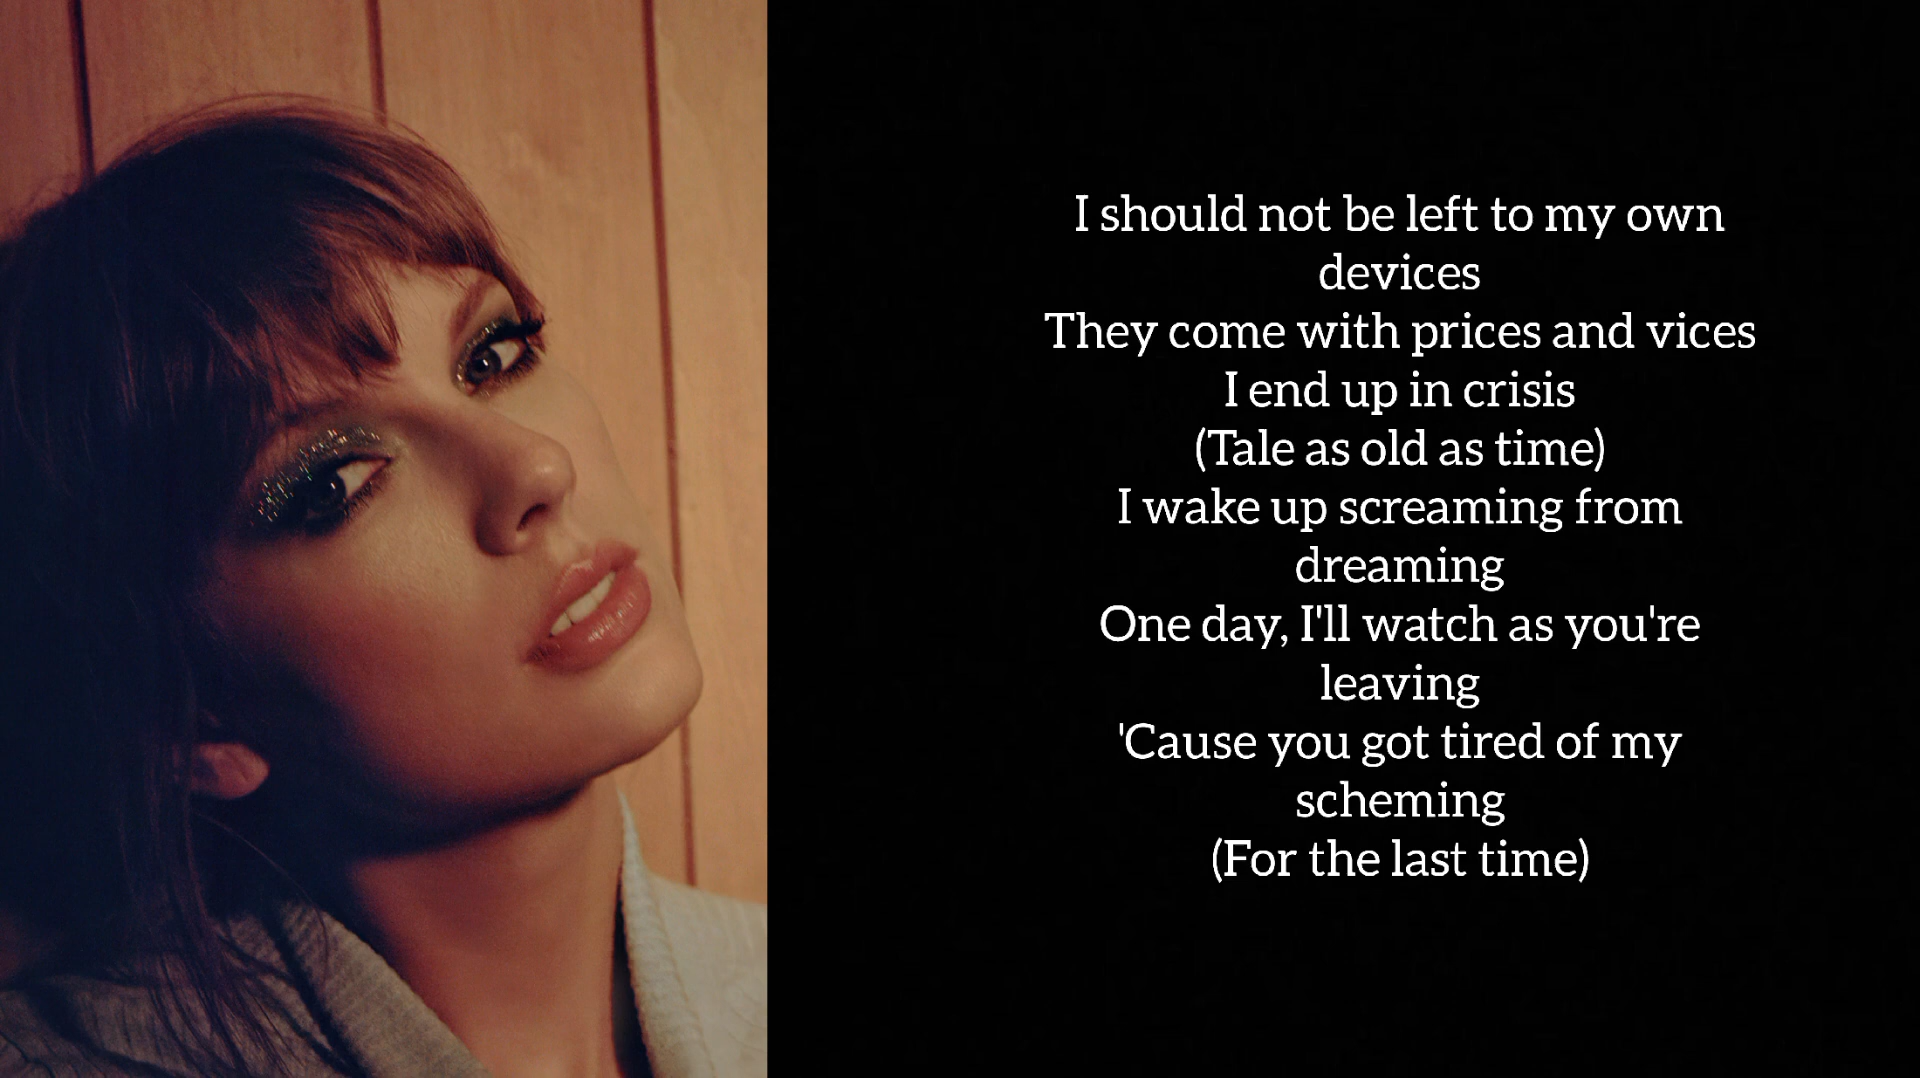 I should not be left to my own
devices
They come with prices and vices
I end up in crisis
(Tale as old as time)
I wake up screaming from
dreaming
One day, I'll watch as you're
leaving
'Cause you got tired of my
scheming
(For the last time)